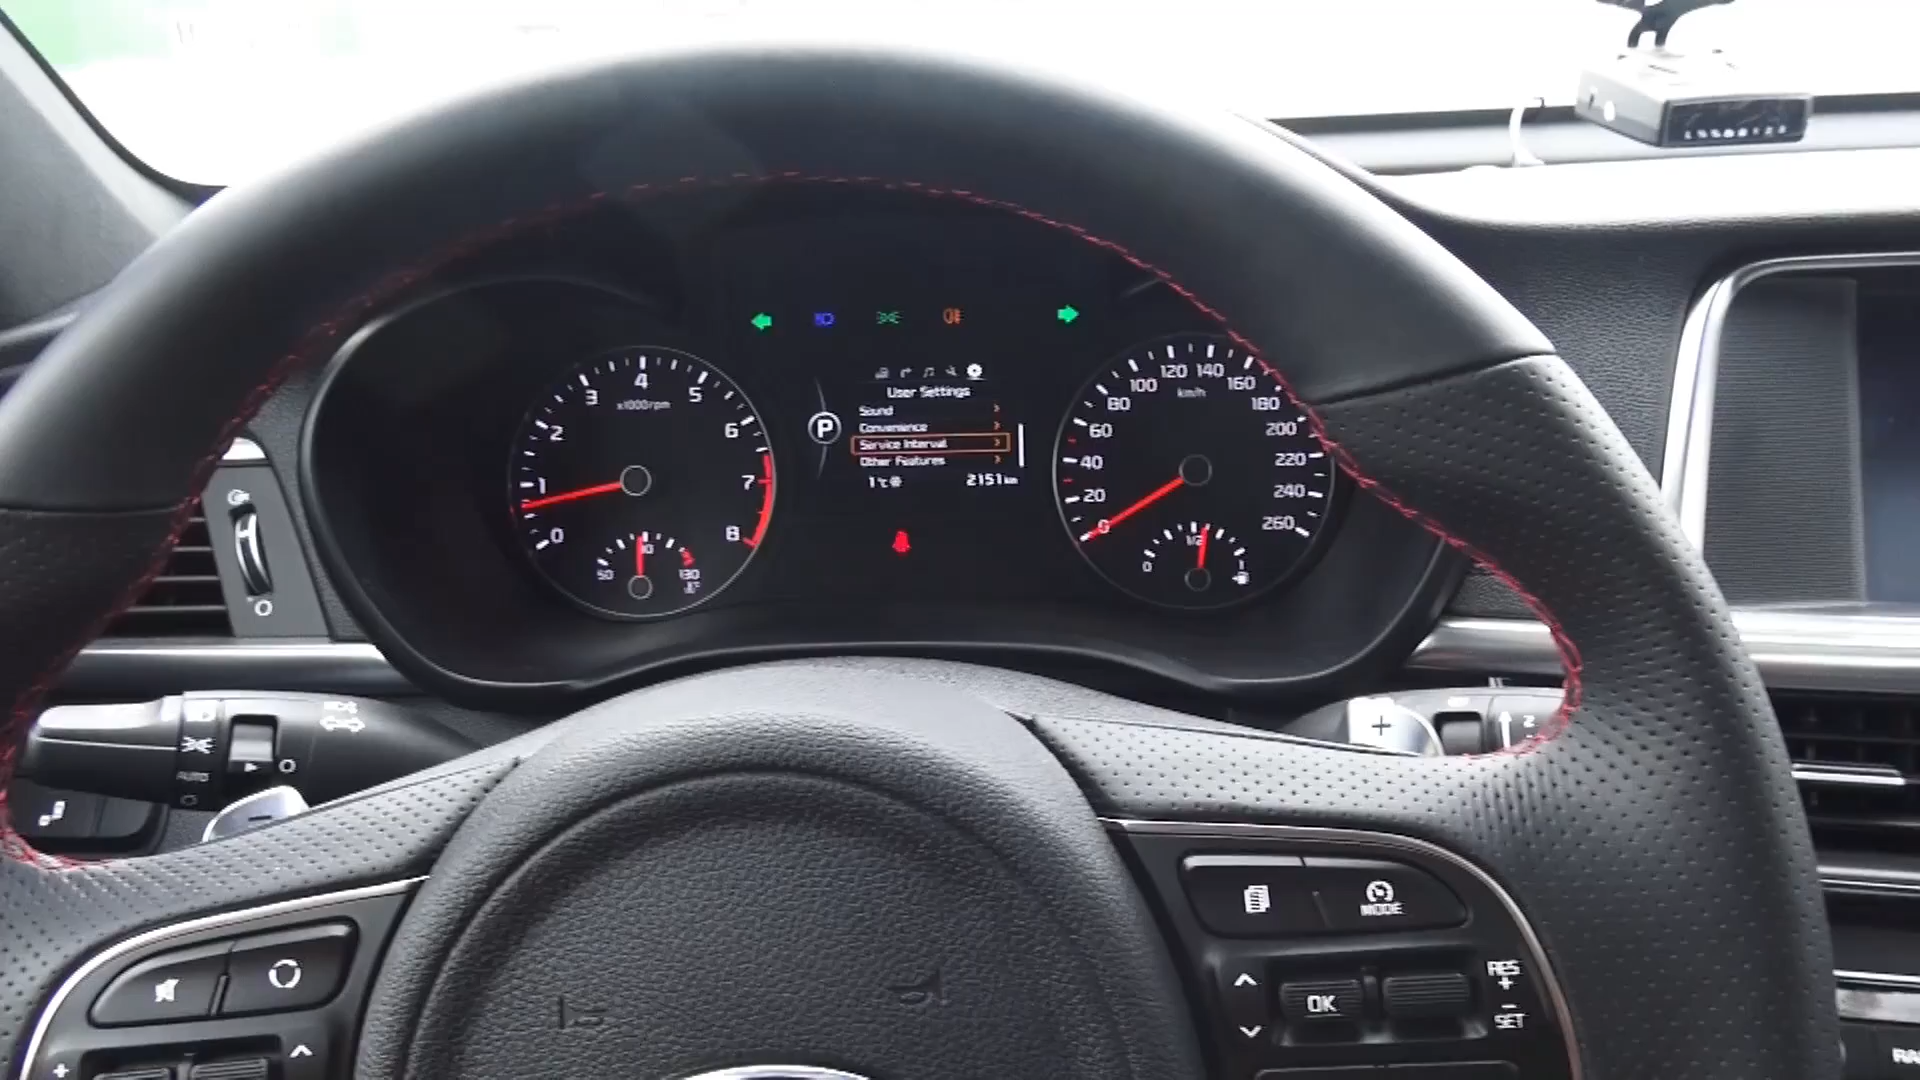 User Settings
Sound
Convenience
Service Interval
Other Features
1°C
2151 km
P
0
1
2
3
4
5
6
7
8
x1000rpm
50
130
0
20
40
60
80
100
120
140
160
180
200
220
240
260
km/h
0
1/2
1
AUTO
-
+
MODE
OK
RES
+
-
SET
+